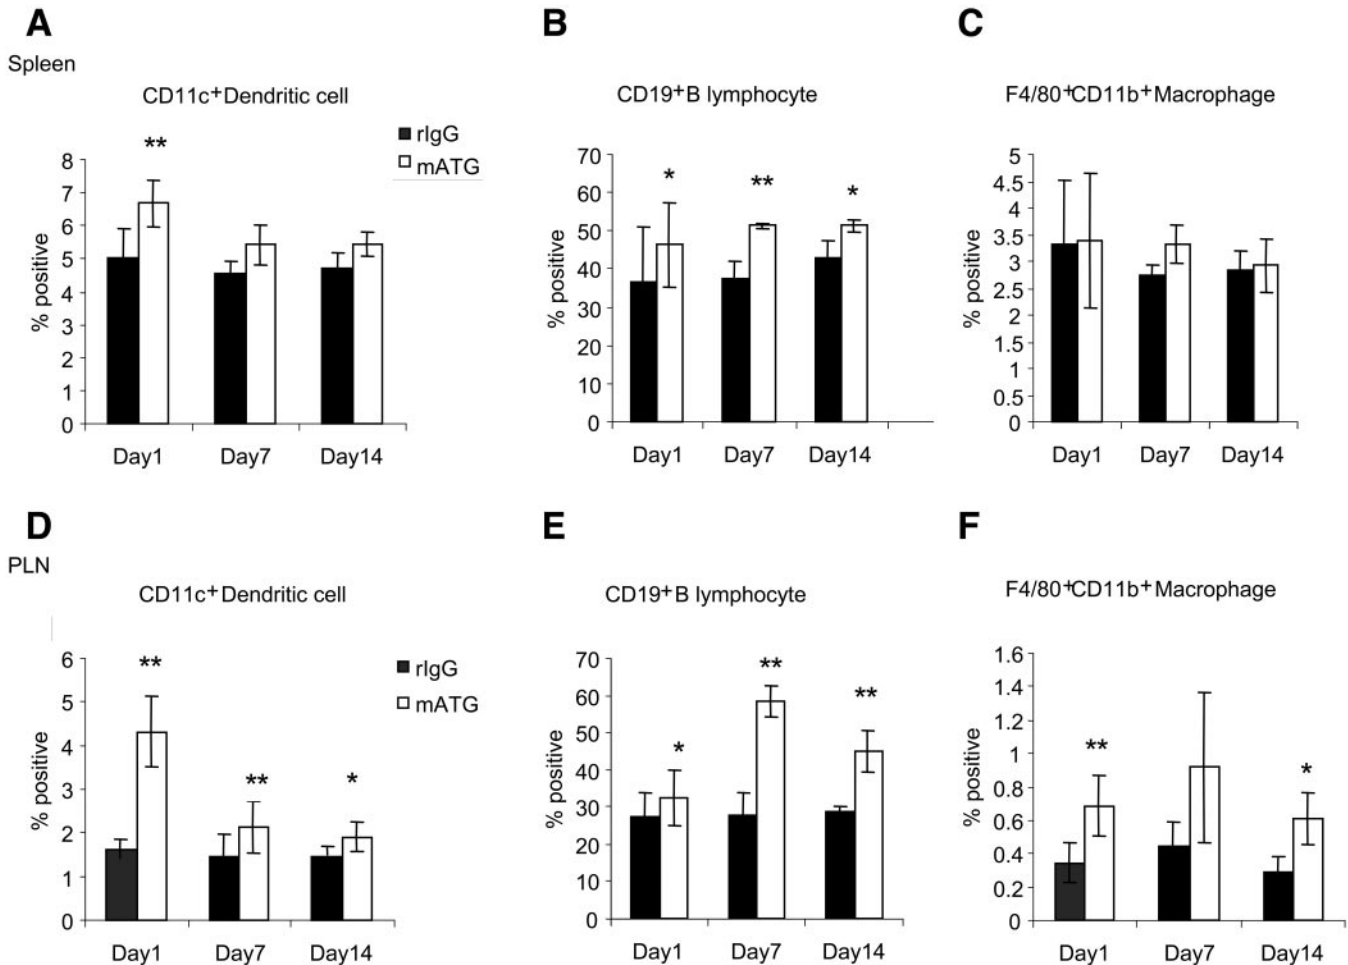 A
B
C
Spleen
CD11c+Dendritic cell
CD19+B lymphocyte
F4/80+CD11b+Macrophage
rIgG
mATG
**
*
**
*
% positive
8
7
6
5
4
3
2
1
0
Day1
Day7
Day14
% positive
70
60
50
40
30
20
10
0
Day1
Day7
Day14
% positive
5
4.5
4
3.5
3
2.5
2
1.5
1
0.5
0
Day1
Day7
Day14
D
E
F
PLN
CD11c+Dendritic cell
CD19+B lymphocyte
F4/80+CD11b+Macrophage
rIgG
mATG
**
**
*
% positive
6
5
4
3
2
1
0
Day1
Day7
Day14
*
**
**
% positive
70
60
50
40
30
20
10
0
Day1
Day7
Day14
**
*
% positive
1.6
1.4
1.2
1
0.8
0.6
0.4
0.2
0
Day1
Day7
Day14